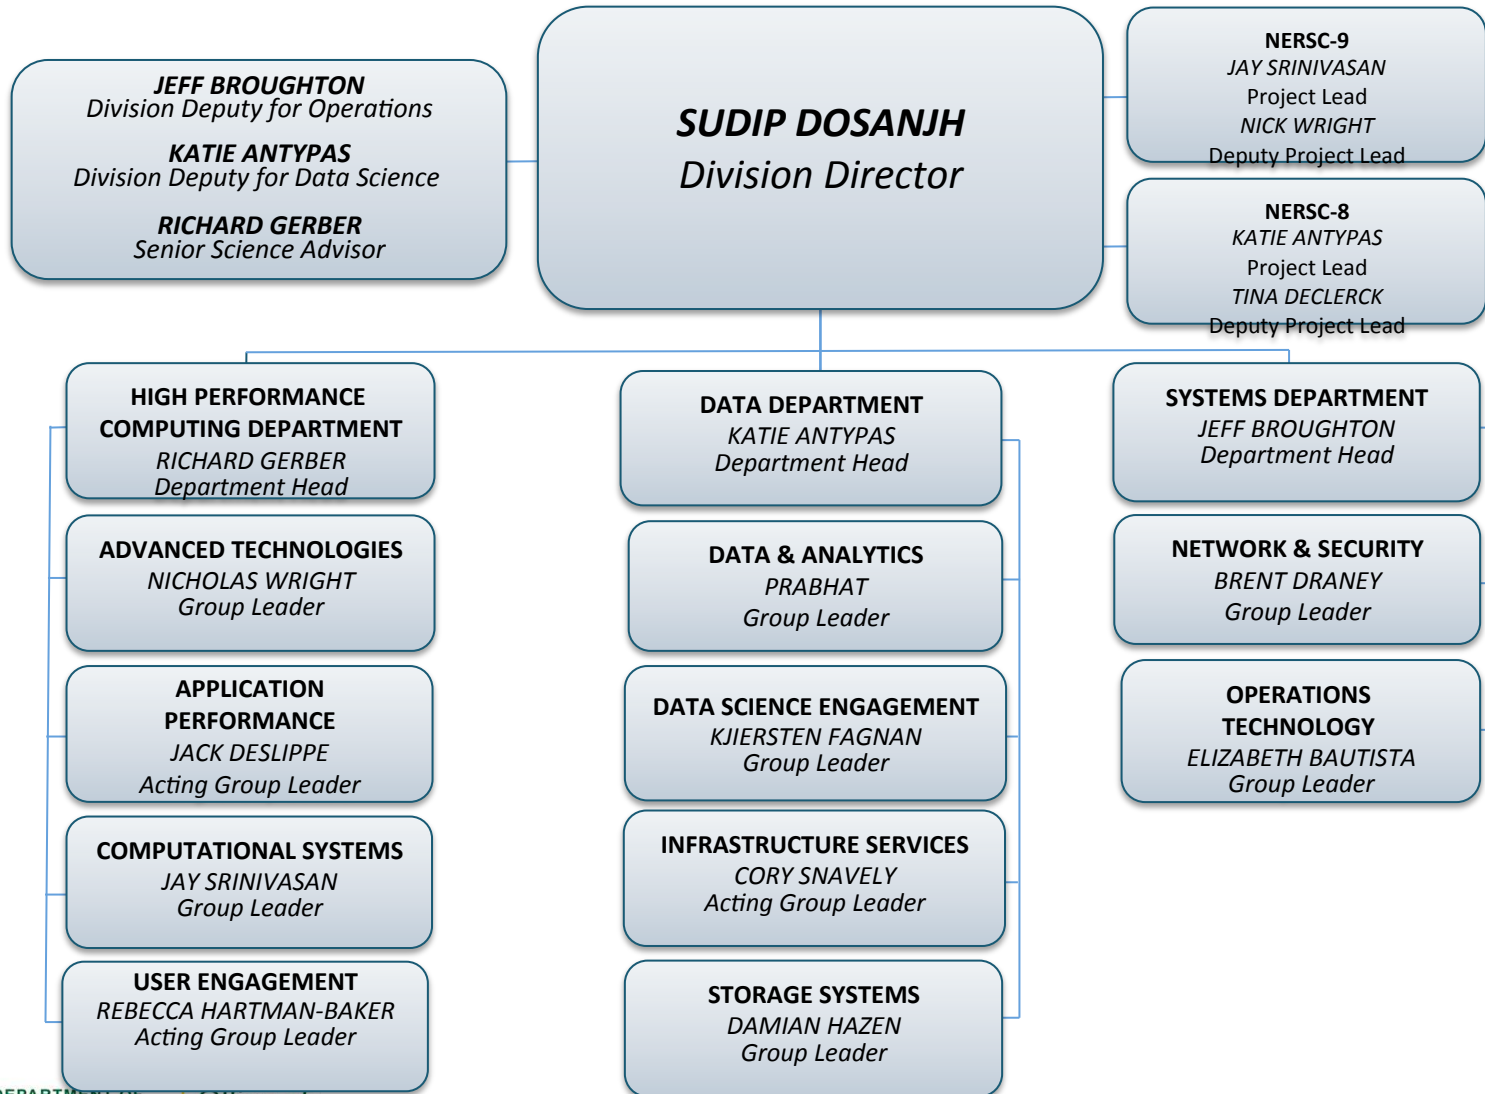 JEFF BROUGHTON
Division Deputy for Operations
KATIE ANTYPAS
Division Deputy for Data Science
RICHARD GERBER
Senior Science Advisor
SUDIP DOSANJH
Division Director
NERSC-9
JAY SRINIVASAN
Project Lead
NICK WRIGHT
Deputy Project Lead
NERSC-8
KATIE ANTYPAS
Project Lead
TINA DECLERCK
Deputy Project Lead
HIGH PERFORMANCE
COMPUTING DEPARTMENT
RICHARD GERBER
Department Head
ADVANCED TECHNOLOGIES
NICHOLAS WRIGHT
Group Leader
APPLICATION
PERFORMANCE
JACK DESLIPPE
Acting Group Leader
COMPUTATIONAL SYSTEMS
JAY SRINIVASAN
Group Leader
USER ENGAGEMENT
REBECCA HARTMAN-BAKER
Acting Group Leader
DATA DEPARTMENT
KATIE ANTYPAS
Department Head
DATA & ANALYTICS
PRABHAT
Group Leader
DATA SCIENCE ENGAGEMENT
KJIERSTEN FAGNAN
Group Leader
INFRASTRUCTURE SERVICES
CORY SNAVELY
Acting Group Leader
STORAGE SYSTEMS
DAMIAN HAZEN
Group Leader
SYSTEMS DEPARTMENT
JEFF BROUGHTON
Department Head
NETWORK & SECURITY
BRENT DRANEY
Group Leader
OPERATIONS
TECHNOLOGY
ELIZABETH BAUTISTA
Group Leader